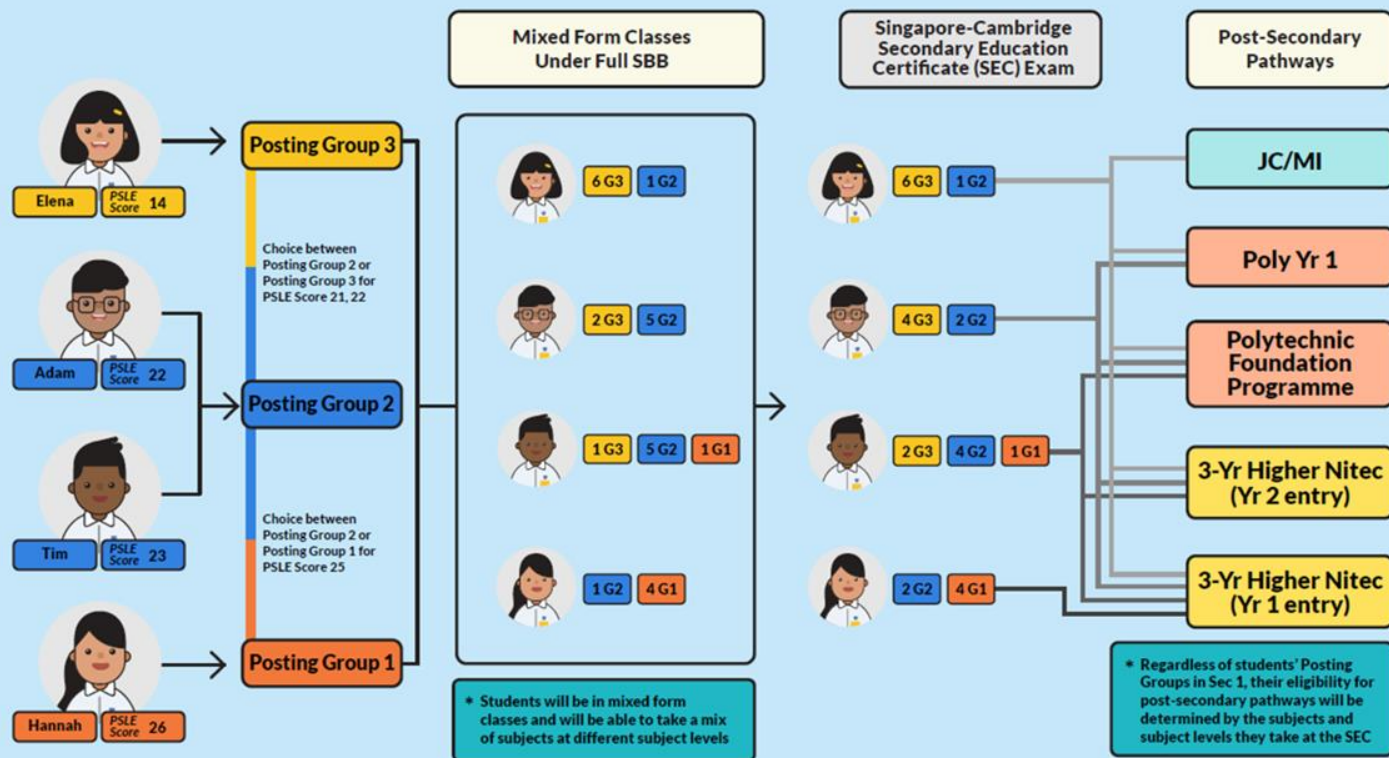 Mixed Form Classes
Under Full SBB
Singapore-Cambridge
Secondary Education
Certificate (SEC) Exam
Post-Secondary
Pathways
Elena
PSLE
Score 14
Adam
PSLE
Score 22
Tim
PSLE
Score 23
Hannah
PSLE
Score 26
Posting Group 3
Choice between
Posting Group 2 or
Posting Group 3 for
PSLE Score 21, 22
Posting Group 2
Choice between
Posting Group 2 or
Posting Group 1 for
PSLE Score 25
Posting Group 1
6 G3 1 G2
2 G3 5 G2
1 G3 5 G2 1 G1
1 G2 4 G1
* Students will be in mixed form
classes and will be able to take a mix
of subjects at different subject levels
6 G3 1 G2
4 G3 2 G2
2 G3 4 G2 1 G1
2 G2 4 G1
JC/MI
Poly Yr 1
Polytechnic
Foundation
Programme
3-Yr Higher Nitec
(Yr 2 entry)
3-Yr Higher Nitec
(Yr 1 entry)
* Regardless of students' Posting
Groups in Sec 1, their eligibility for
post-secondary pathways will be
determined by the subjects and
subject levels they take at the SEC